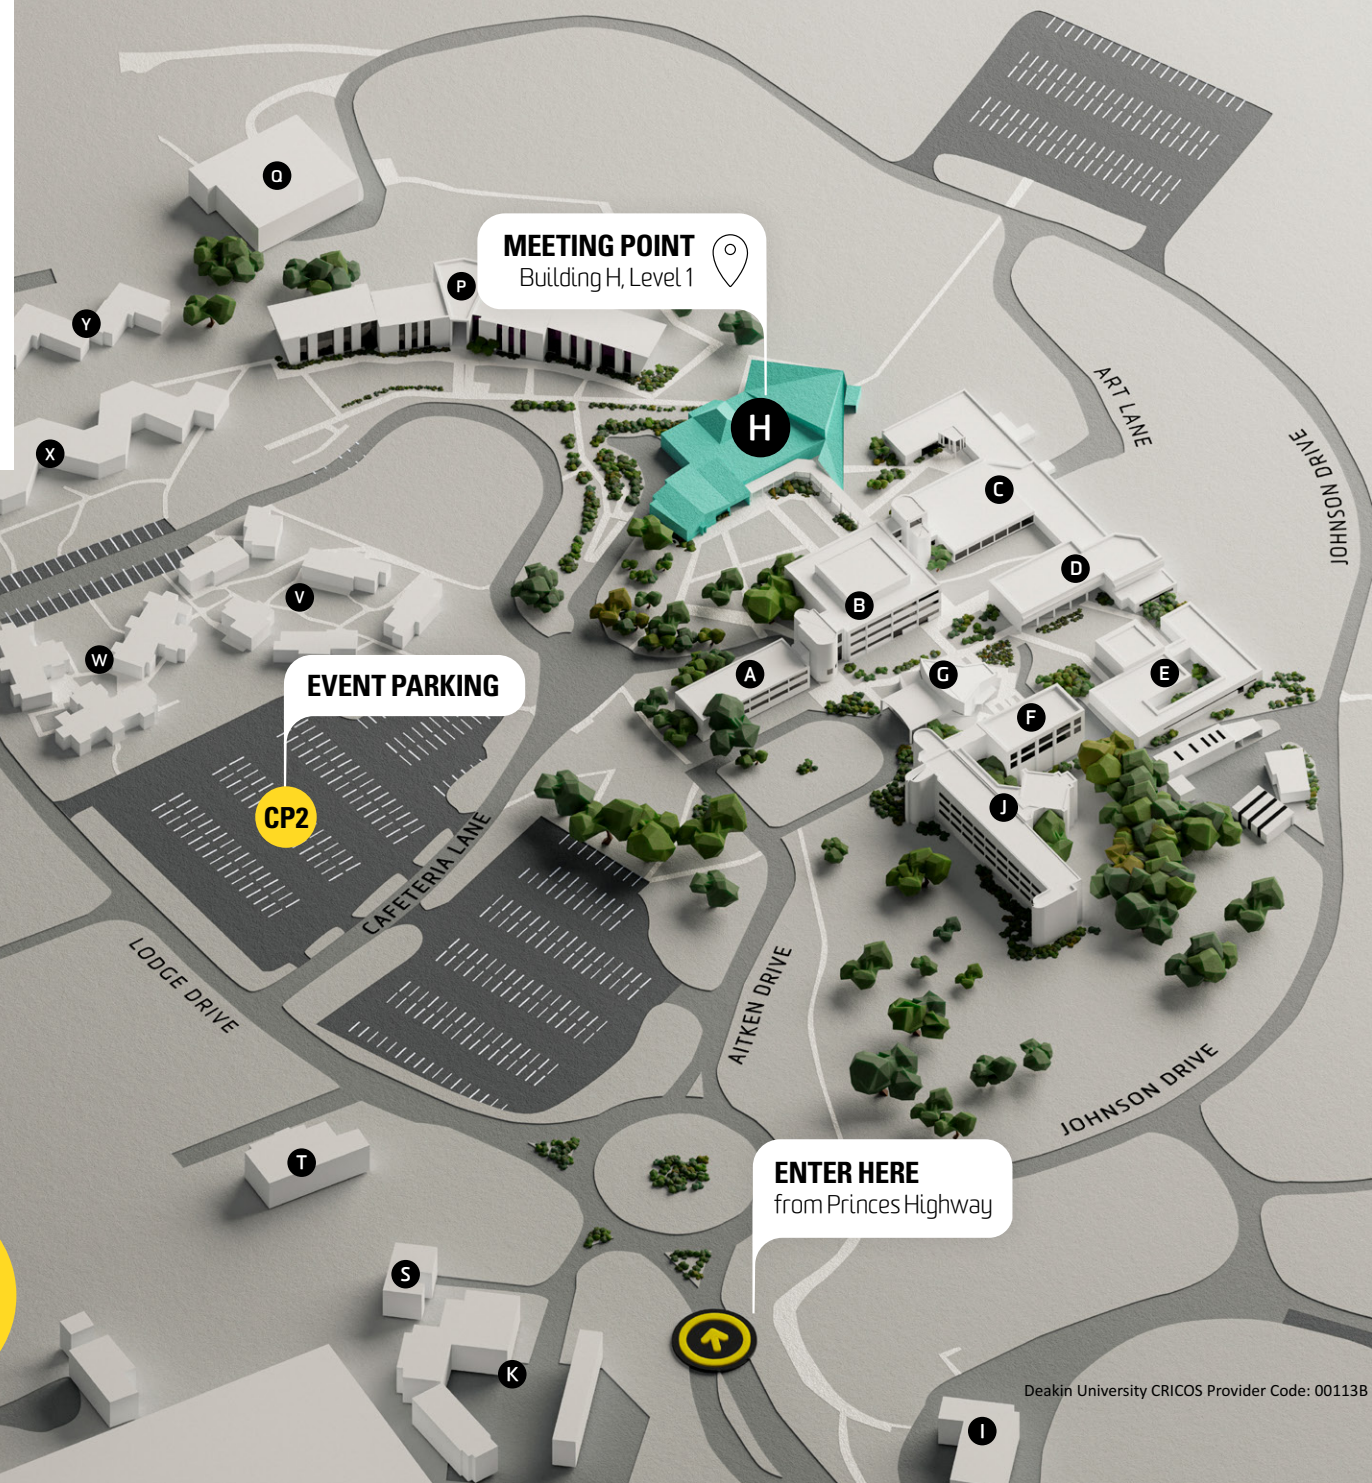 Q
MEETING POINT
Building H, Level 1
P
Y
H
ART LANE
JOHNSON DRIVE
X
C
D
V
B
W
A
G
E
EVENT PARKING
F
CP2
J
CAFETERIA LANE
LODGE DRIVE
AITKEN DRIVE
JOHNSON DRIVE
T
ENTER HERE
from Princes Highway
S
K
Deakin University CRICOS Provider Code: 00113B
I